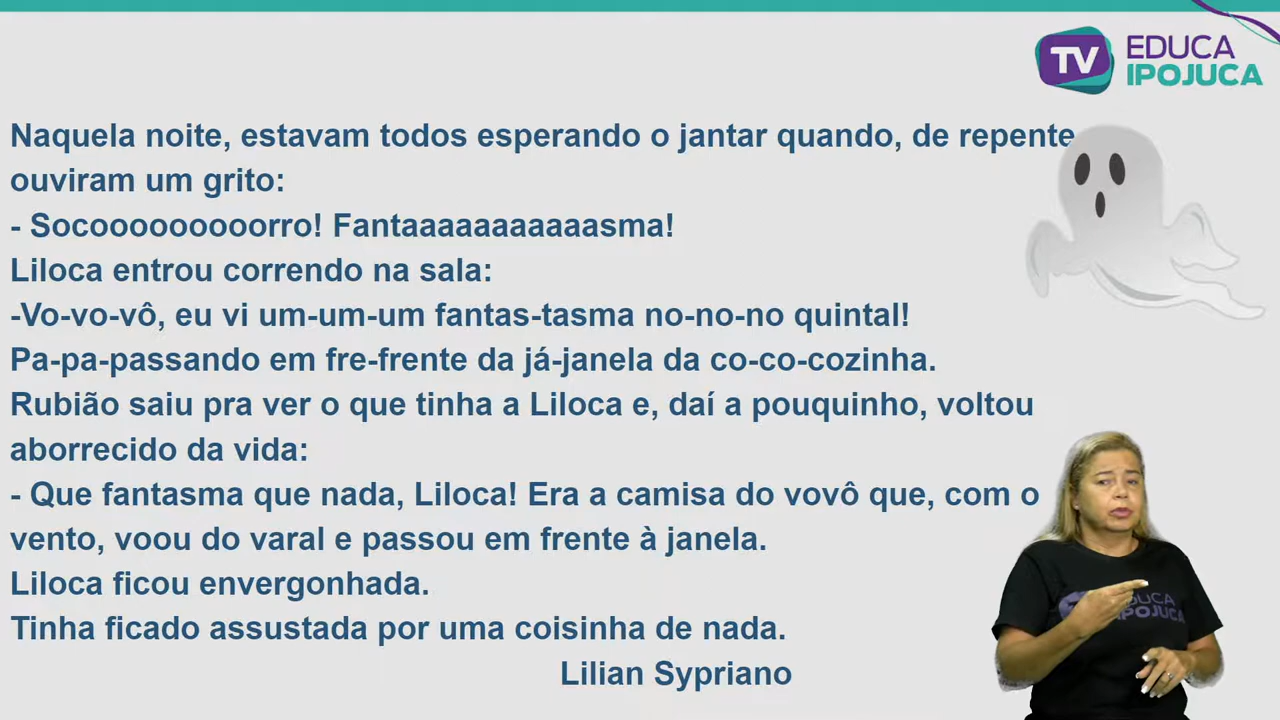 TV EDUCA
IPOJUCA
Naquela noite, estavam todos esperando o jantar quando, de repente
ouviram um grito:
- Socooooooooorro! Fantaaaaaaaaaaasma!
Liloca entrou correndo na sala:
-Vo-vo-vô, eu vi um-um-um fantas-tasma no-no-no quintal!
Pa-pa-passando em fre-frente da já-janela da co-co-cozinha.
Rubião saiu pra ver o que tinha a Liloca e, daí a pouquinho, voltou
aborrecido da vida:
- Que fantasma que nada, Liloca! Era a camisa do vovô que, com o
vento, voou do varal e passou em frente à janela.
Liloca ficou envergonhada.
Tinha ficado assustada por uma coisinha de nada.
Lilian Sypriano